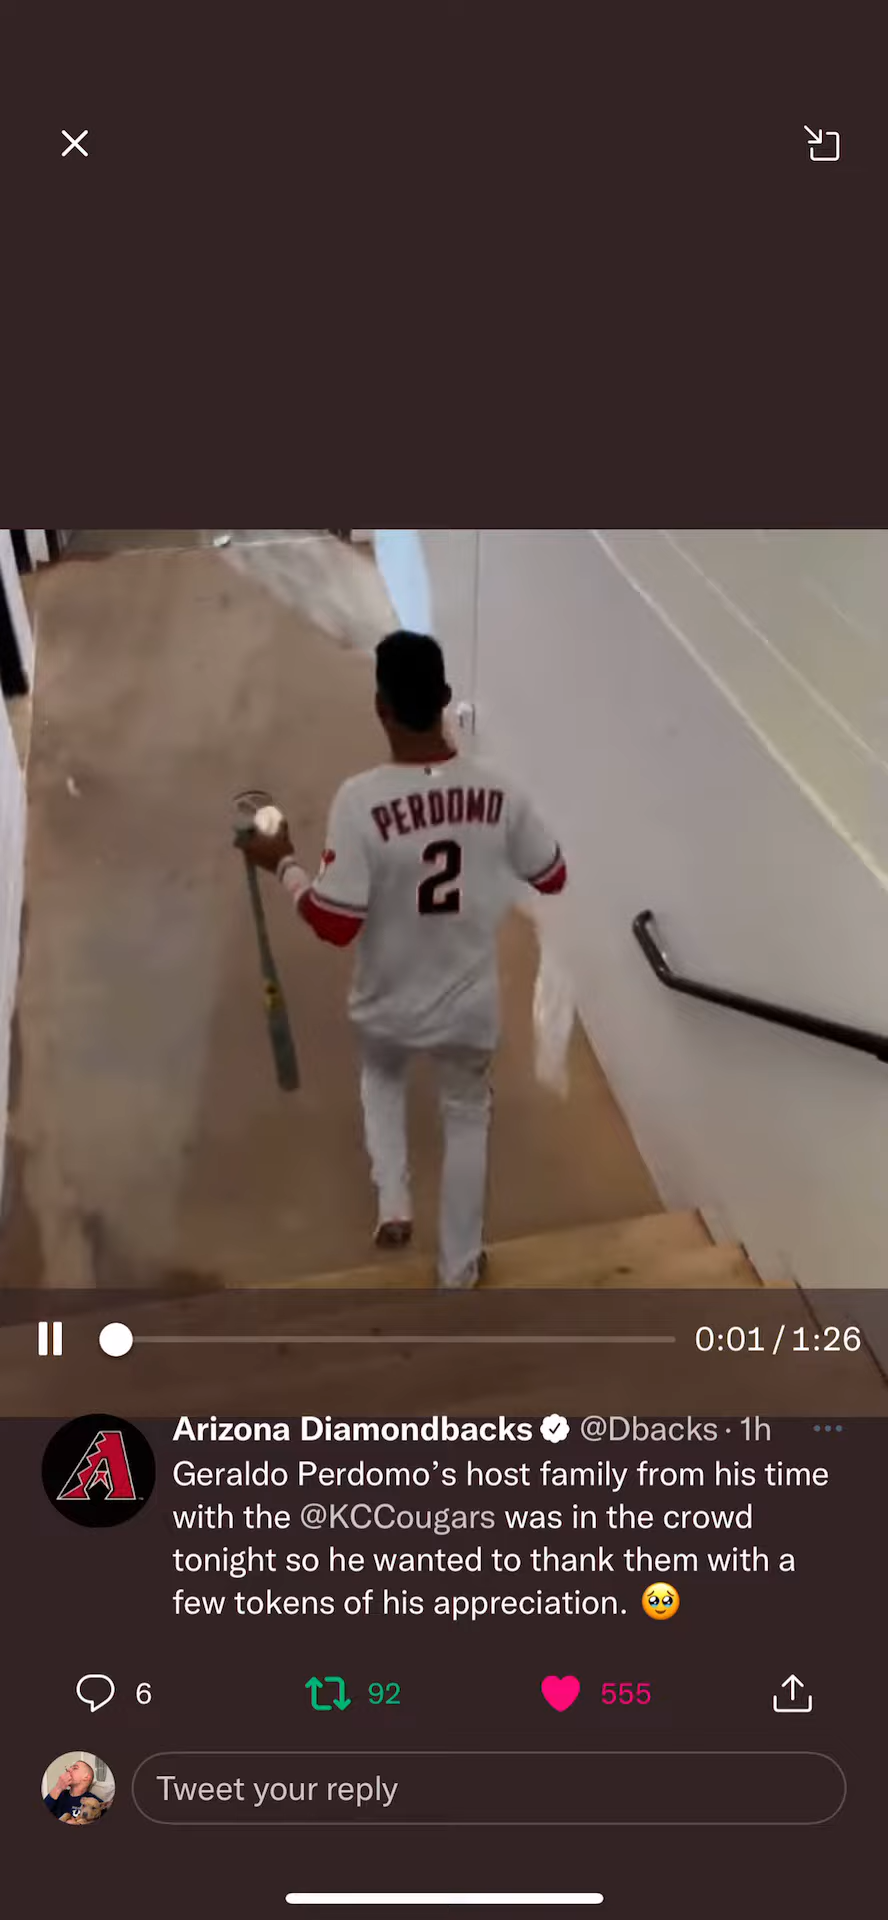 PERDOMO
2
0:01 / 1:26
Arizona Diamondbacks @Dbacks · 1h
Geraldo Perdomo’s host family from his time
with the @KCCougars was in the crowd
tonight so he wanted to thank them with a
few tokens of his appreciation. 🥹
6 92 555
Tweet your reply